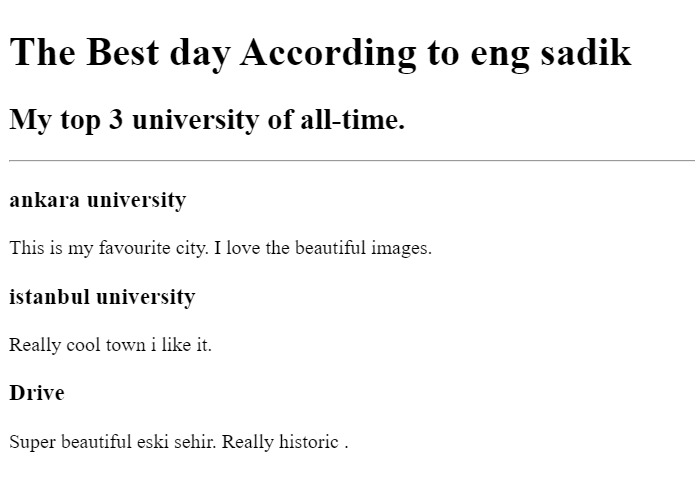 The Best day According to eng sadik
My top 3 university of all-time.
ankara university
This is my favourite city. I love the beautiful images.
istanbul university
Really cool town i like it.
Drive
Super beautiful eski sehir. Really historic .